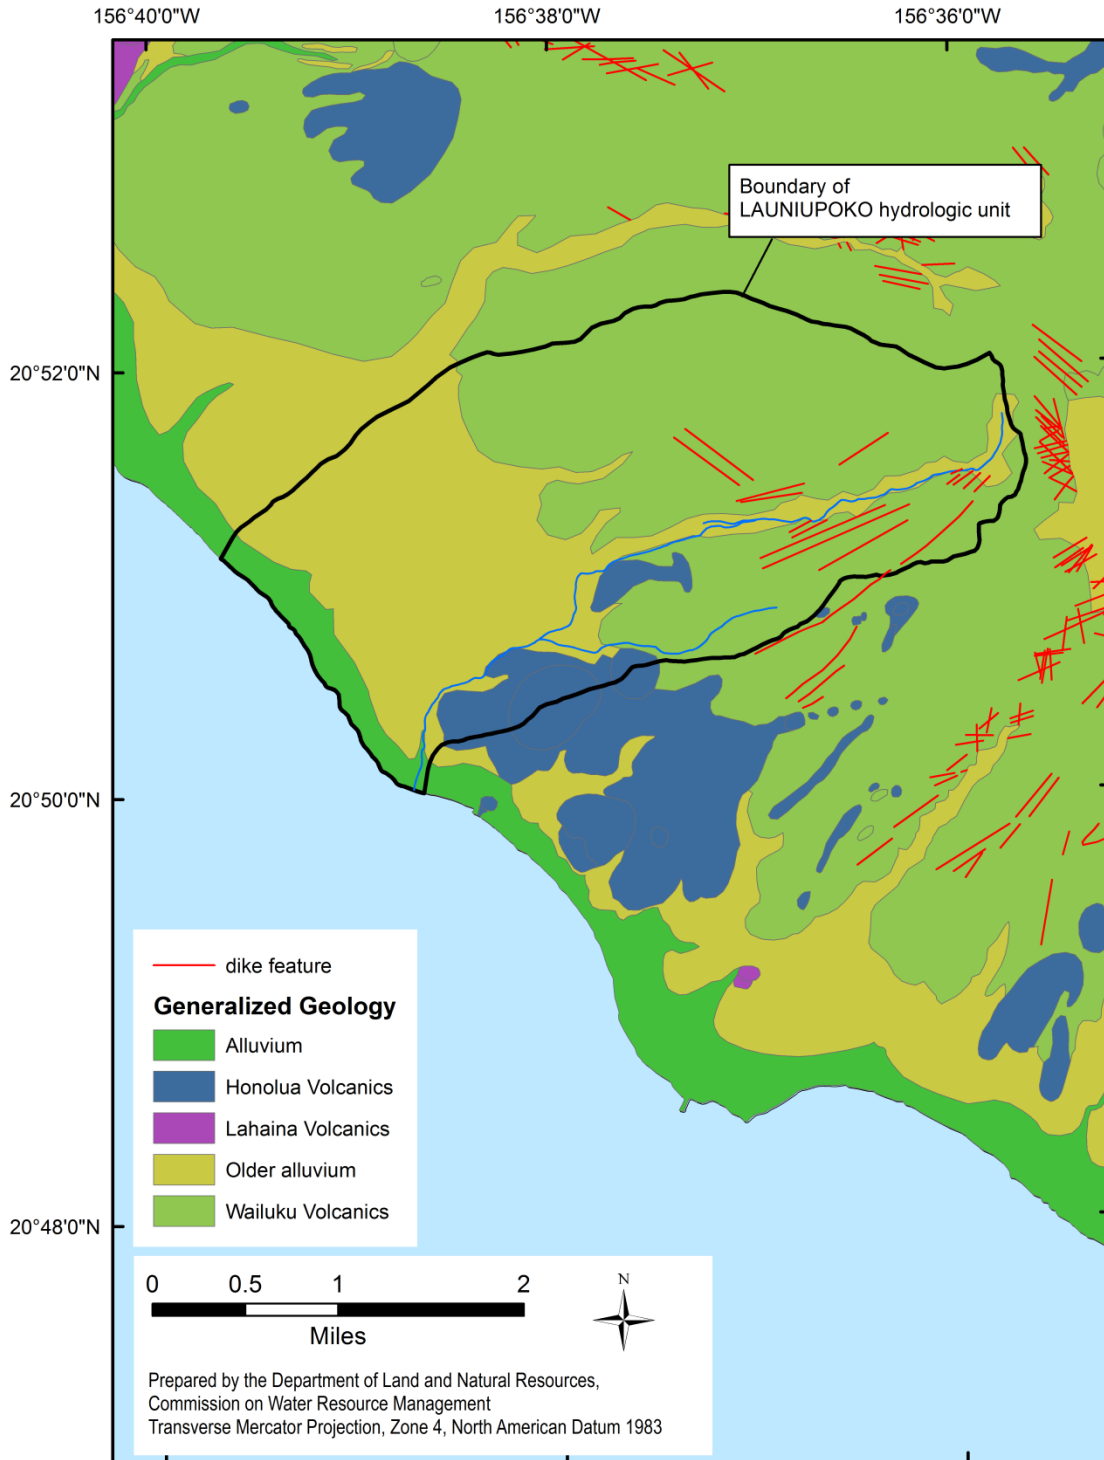 156°40'0"W
156°38'0"W
156°36'0"W
Boundary of
LAUNIUPOKO hydrologic unit
20°52'0"N
20°50'0"N
dike feature
Generalized Geology
Alluvium
Honolua Volcanics
Lahaina Volcanics
Older alluvium
Wailuku Volcanics
20°48'0"N
0 0.5 1 2
Miles
N
Prepared by the Department of Land and Natural Resources,
Commission on Water Resource Management
Transverse Mercator Projection, Zone 4, North American Datum 1983